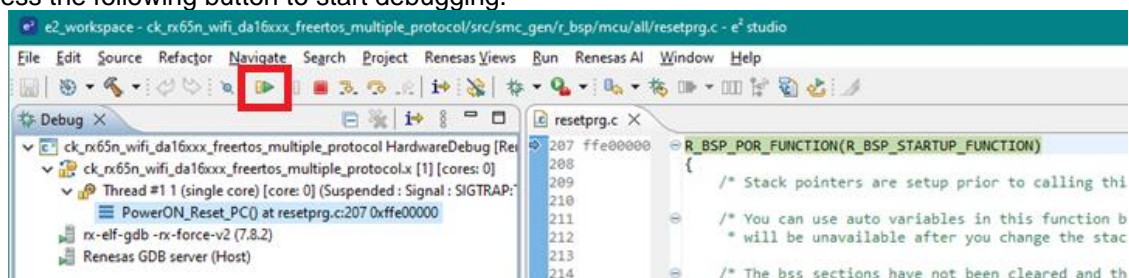 ess the following button to start debugging.
e2_workspace - ck_rx65n_wifi_da16xxx_freertos_multiple_protocol/src/smc_gen/r_bsp/mcu/all/resetprg.c - e² studio
File Edit Source Refactor Navigate Search Project Renesas Views Run Renesas AI Window Help
Debug
resetprg.c
ck_rx65n_wifi_da16xxx_freertos_multiple_protocol HardwareDebug [Rei
ck_rx65n_wifi_da16xxx_freertos_multiple_protocol.x [1] [cores: 0]
Thread #1 1 (single core) [core: 0] (Suspended : Signal : SIGTRAP:
PowerON_Reset_PC() at resetprg.c:207 0xffe00000
rx-elf-gdb -rx-force-v2 (7.8.2)
Renesas GDB server (Host)
207 ffe00000 R_BSP_POR_FUNCTION(R_BSP_STARTUP_FUNCTION)
208 {
209 /* Stack pointers are setup prior to calling thi
210
211 /* You can use auto variables in this function b
212 * will be unavailable after you change the stac
213
214 /* The bss sections have not been cleared and th